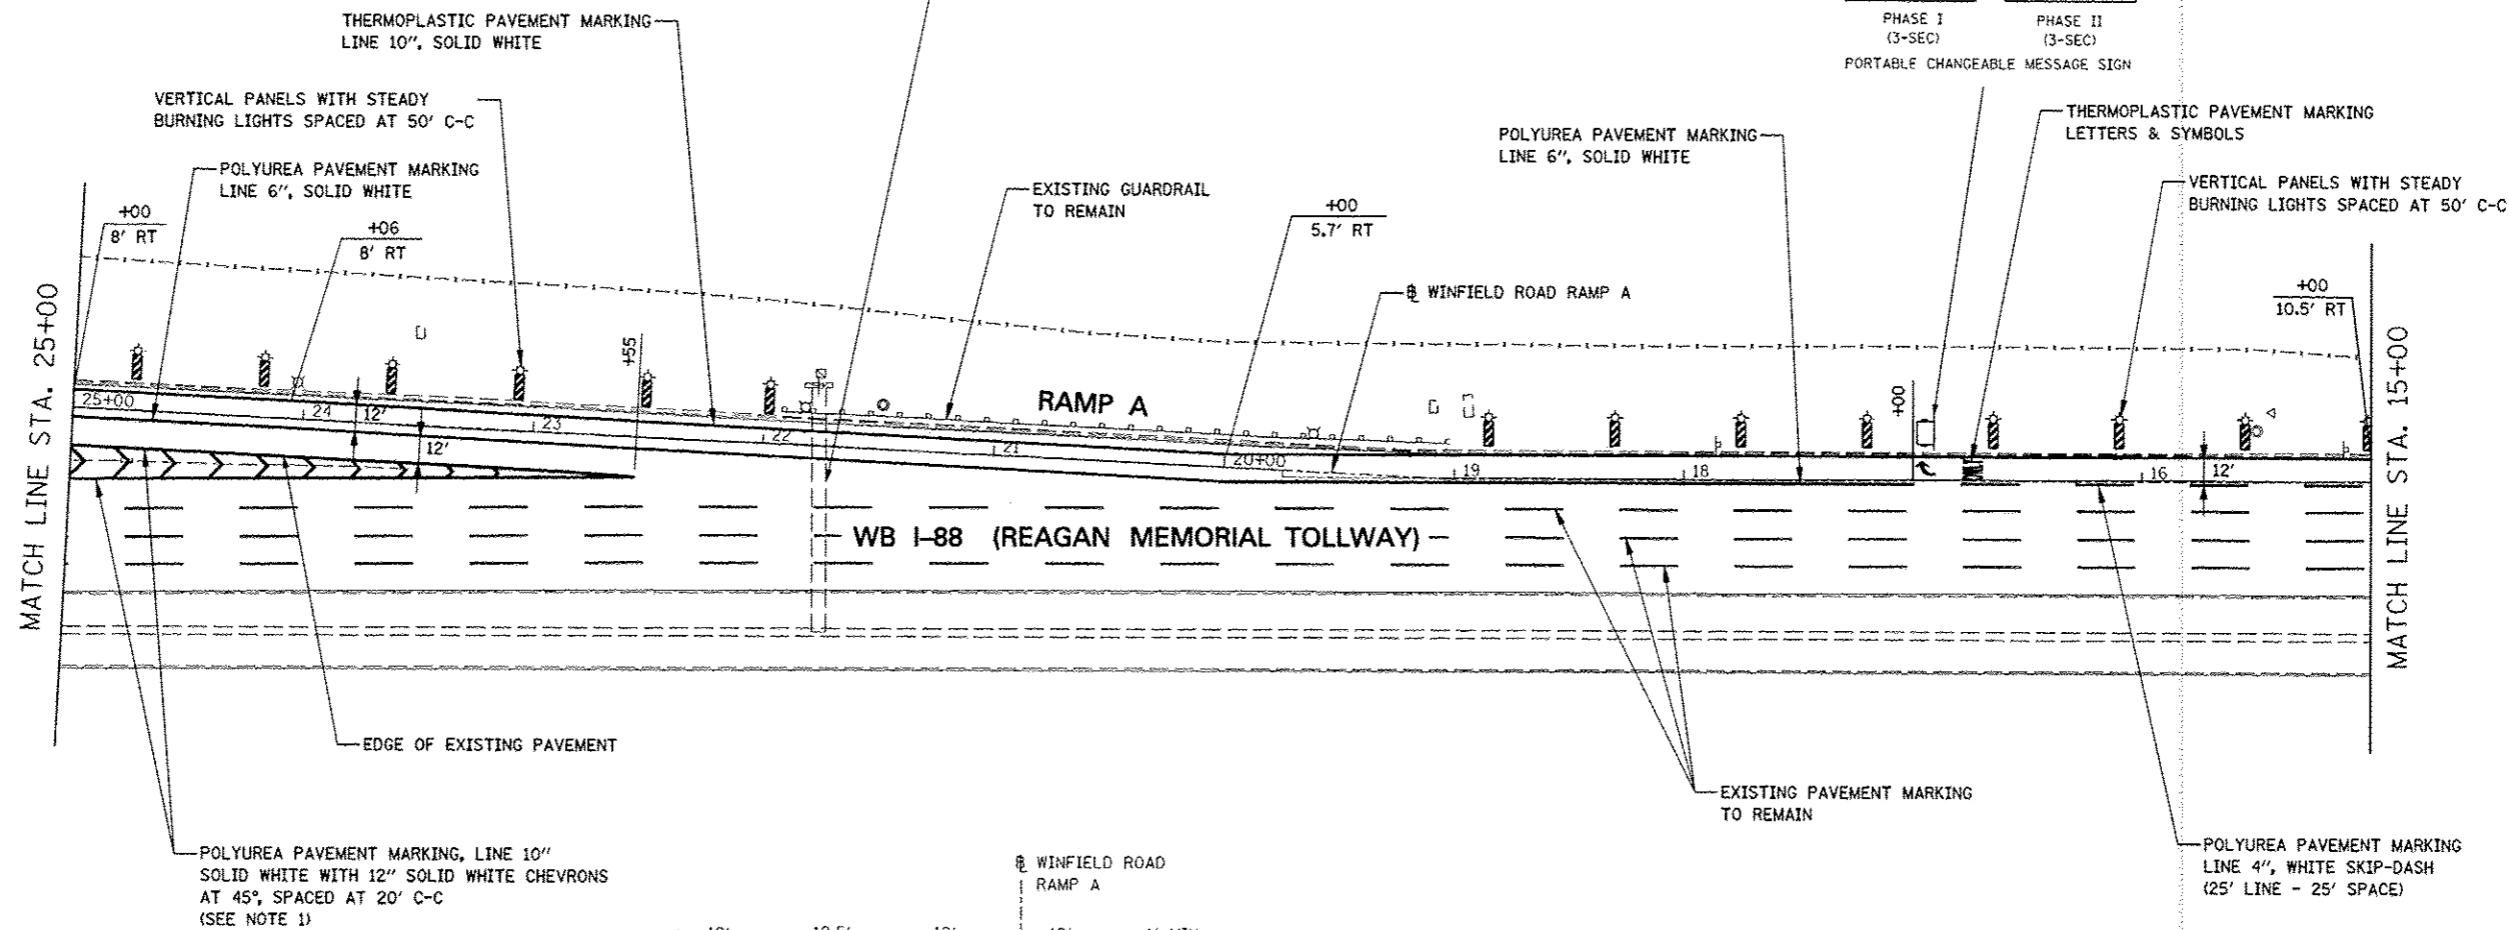 THERMOPLASTIC PAVEMENT MARKING
LINE 10", SOLID WHITE
PHASE I
(3-SEC)
PHASE II
(3-SEC)
PORTABLE CHANGEABLE MESSAGE SIGN
VERTICAL PANELS WITH STEADY
BURNING LIGHTS SPACED AT 50' C-C
THERMOPLASTIC PAVEMENT MARKING
LETTERS & SYMBOLS
POLYUREA PAVEMENT MARKING
LINE 6", SOLID WHITE
POLYUREA PAVEMENT MARKING
LINE 6", SOLID WHITE
EXISTING GUARDRAIL
TO REMAIN
VERTICAL PANELS WITH STEADY
BURNING LIGHTS SPACED AT 50' C-C
+00
8' RT
+06
8' RT
+00
5.7' RT
℄ WINFIELD ROAD RAMP A
+00
10.5' RT
MATCH LINE STA. 25+00
+55
+00
MATCH LINE STA. 15+00
RAMP A
25+00
24
12'
23
22
21
20+00
19
18
16
12'
12'
WB I-88 (REAGAN MEMORIAL TOLLWAY)
EDGE OF EXISTING PAVEMENT
EXISTING PAVEMENT MARKING
TO REMAIN
POLYUREA PAVEMENT MARKING, LINE 10"
SOLID WHITE WITH 12" SOLID WHITE CHEVRONS
AT 45°, SPACED AT 20' C-C
(SEE NOTE 1)
POLYUREA PAVEMENT MARKING
LINE 4", WHITE SKIP-DASH
(25' LINE - 25' SPACE)
℄ WINFIELD ROAD
RAMP A